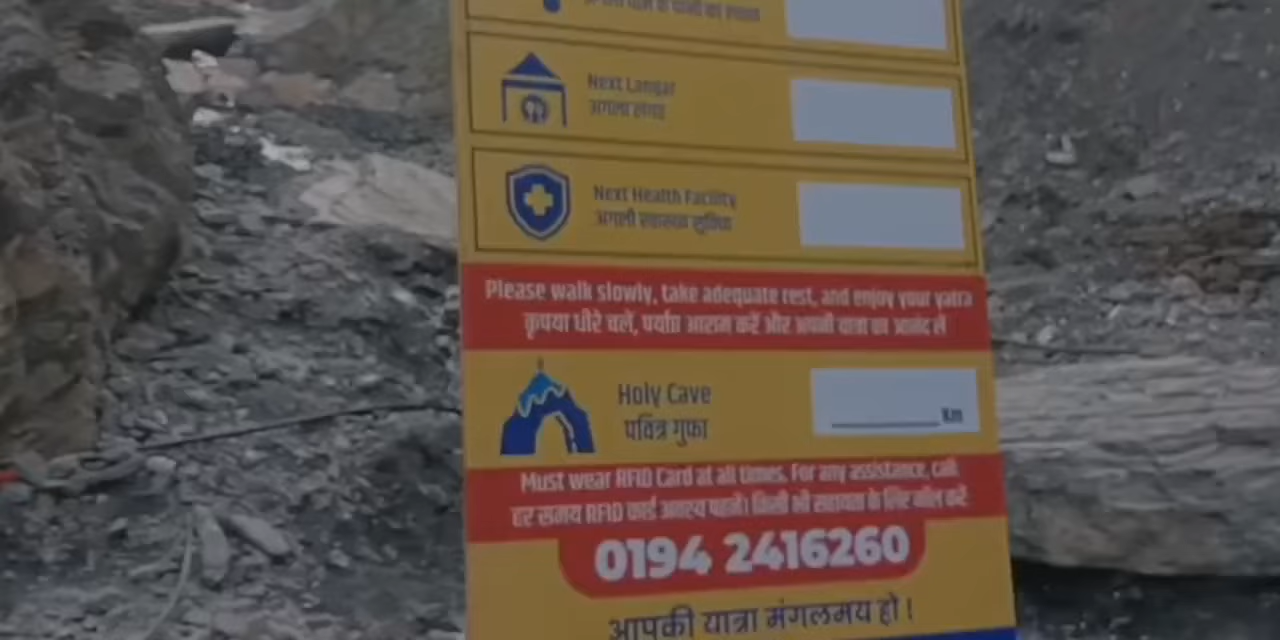 Next Langar
अगला लंगर
Next Health Facility
अगली स्वास्थ्य सुविधा
Please walk slowly, take adequate rest, and enjoy your yatra
कृपया धीरे चलें, पर्याप्त आराम करें और अपनी यात्रा का आनंद लें
Holy Cave
पवित्र गुफा
Km
Must wear RFID Card at all times. For any assistance, call
हर समय RFID कार्ड अवश्य पहनें। किसी भी सहायता के लिए कॉल करें
0194 2416260
आपकी यात्रा मंगलमय हो !